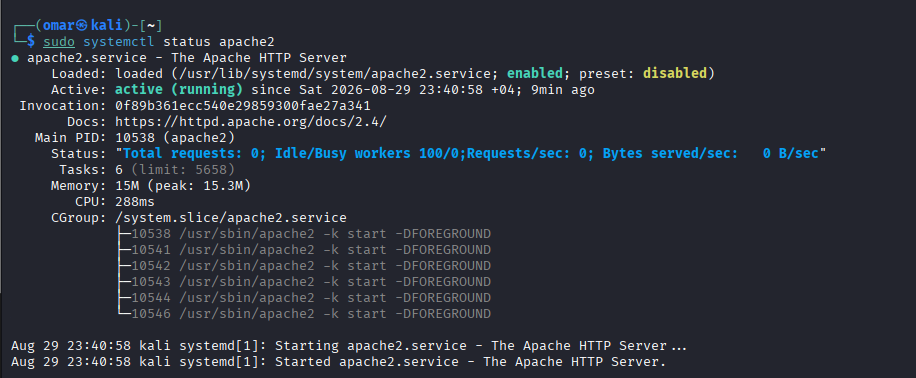 ┌──(omar㉿kali)-[~]
└─$ sudo systemctl status apache2
● apache2.service - The Apache HTTP Server
     Loaded: loaded (/usr/lib/systemd/system/apache2.service; enabled; preset: disabled)
     Active: active (running) since Sat 2026-08-29 23:40:58 +04; 9min ago
 Invocation: 0f89b361ecc540e29859300fae27a341
       Docs: https://httpd.apache.org/docs/2.4/
   Main PID: 10538 (apache2)
     Status: "Total requests: 0; Idle/Busy workers 100/0;Requests/sec: 0; Bytes served/sec:   0 B/sec"
      Tasks: 6 (limit: 5658)
     Memory: 15M (peak: 15.3M)
        CPU: 288ms
     CGroup: /system.slice/apache2.service
             ├─10538 /usr/sbin/apache2 -k start -DFOREGROUND
             ├─10541 /usr/sbin/apache2 -k start -DFOREGROUND
             ├─10542 /usr/sbin/apache2 -k start -DFOREGROUND
             ├─10543 /usr/sbin/apache2 -k start -DFOREGROUND
             ├─10544 /usr/sbin/apache2 -k start -DFOREGROUND
             └─10546 /usr/sbin/apache2 -k start -DFOREGROUND
Aug 29 23:40:58 kali systemd[1]: Starting apache2.service - The Apache HTTP Server...
Aug 29 23:40:58 kali systemd[1]: Started apache2.service - The Apache HTTP Server.